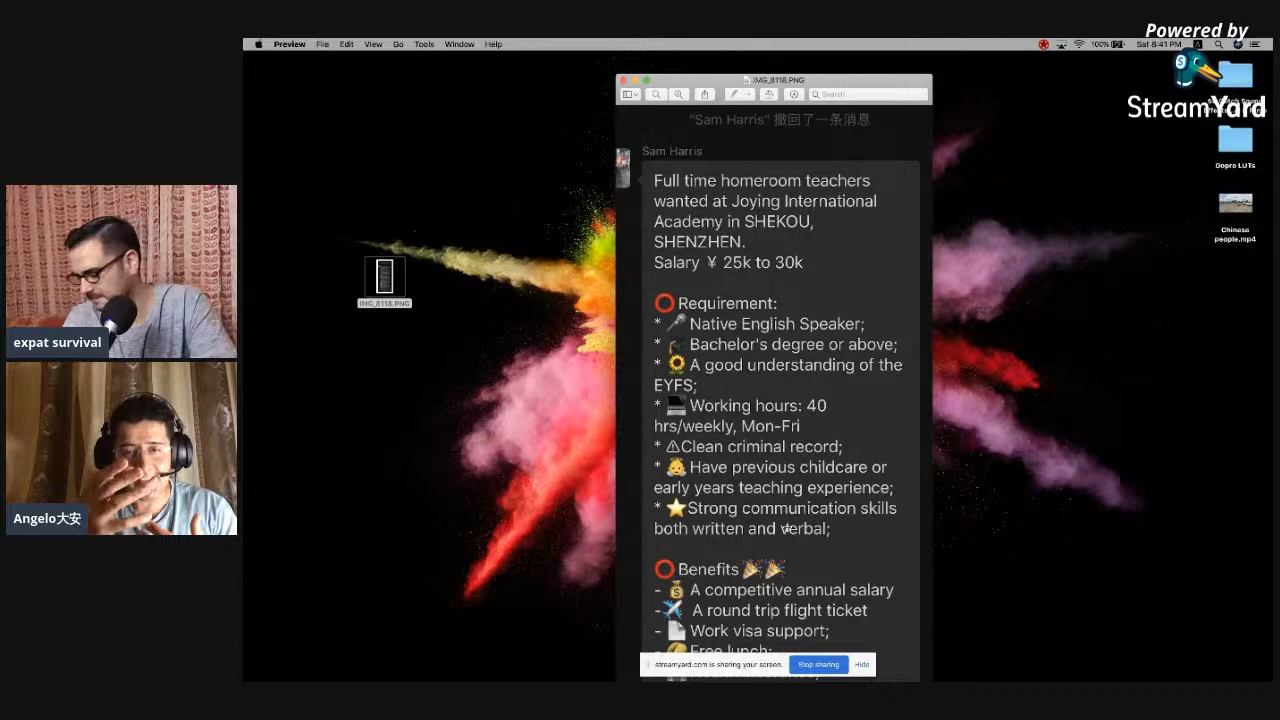 Powered by
StreamYard
Preview File Edit View Go Tools Window Help
100% Sat 8:41 PM A
IMG_8118.PNG
Search
"Sam Harris" 撤回了一条消息
Sam Harris
Full time homeroom teachers
wanted at Joying International
Academy in SHEKOU,
SHENZHEN.
Salary ¥ 25k to 30k
⭕ Requirement:
* 🎤 Native English Speaker;
* 🎓 Bachelor's degree or above;
* 🌻 A good understanding of the
EYFS;
* 💻 Working hours: 40
hrs/weekly, Mon-Fri
* ⚠Clean criminal record;
* 👼 Have previous childcare or
early years teaching experience;
* ⭐Strong communication skills
both written and verbal;
⭕ Benefits 🎉🎉
- 💰 A competitive annual salary
-✈ A round trip flight ticket
- 📄 Work visa support;
- Free lunch;
streamyard.com is sharing your screen. Stop sharing Hide
IMG_8118.PNG
Gopro LUTs
Chinese
people.mp4
expat survival
Angelo大安